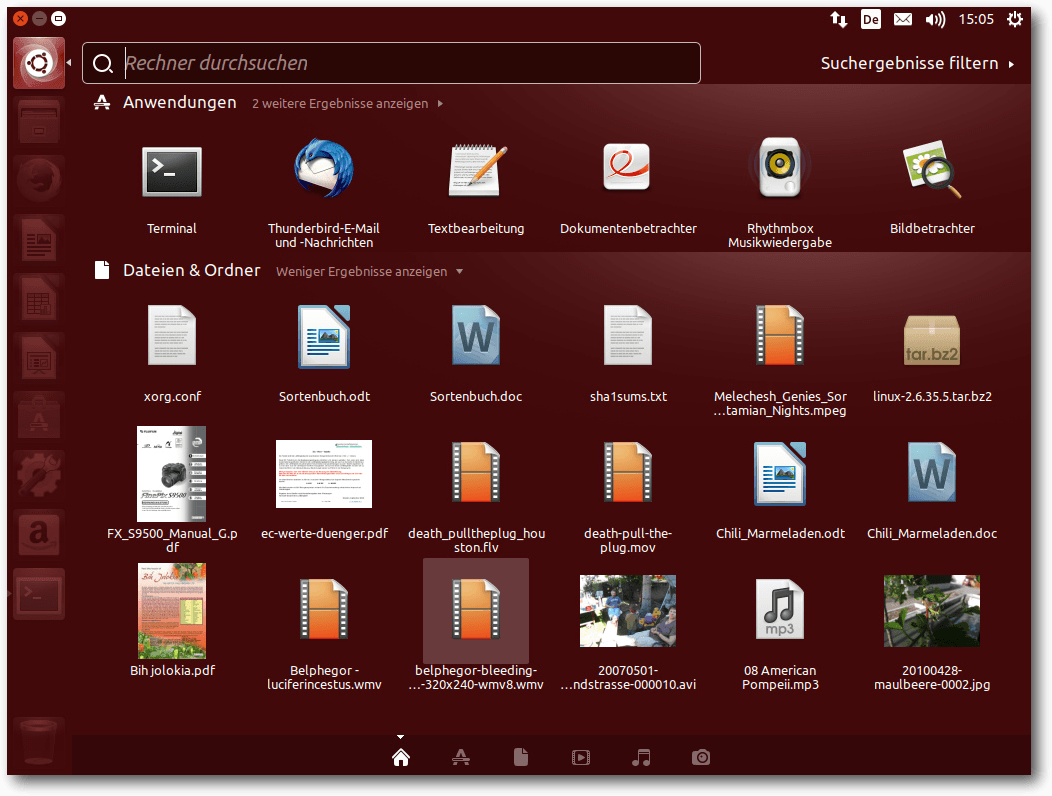 De 15:05
Rechner durchsuchen
Suchergebnisse filtern
Anwendungen 2 weitere Ergebnisse anzeigen
>_
Terminal
Thunderbird-E-Mail
und -Nachrichten
Textbearbeitung
Dokumentenbetrachter
Rhythmbox
Musikwiedergabe
Bildbetrachter
Dateien & Ordner Weniger Ergebnisse anzeigen
W
tar.bz2
xorg.conf
Sortenbuch.odt
Sortenbuch.doc
sha1sums.txt
Melechesh_Genies_Sor
…tamian_Nights.mpeg
linux-2.6.35.5.tar.bz2
W
FX_S9500_Manual_G.p
df
ec-werte-duenger.pdf
death_pulltheplug_hou
ston.flv
death-pull-the-
plug.mov
Chili_Marmeladen.odt
Chili_Marmeladen.doc
Bih Jolokia
mp3
Bih jolokia.pdf
Belphegor -
luciferincestus.wmv
belphegor-bleeding-
…-320x240-wmv8.wmv
20070501-
…ndstrasse-000010.avi
08 American
Pompeii.mp3
20100428-
maulbeere-0002.jpg
a
>_